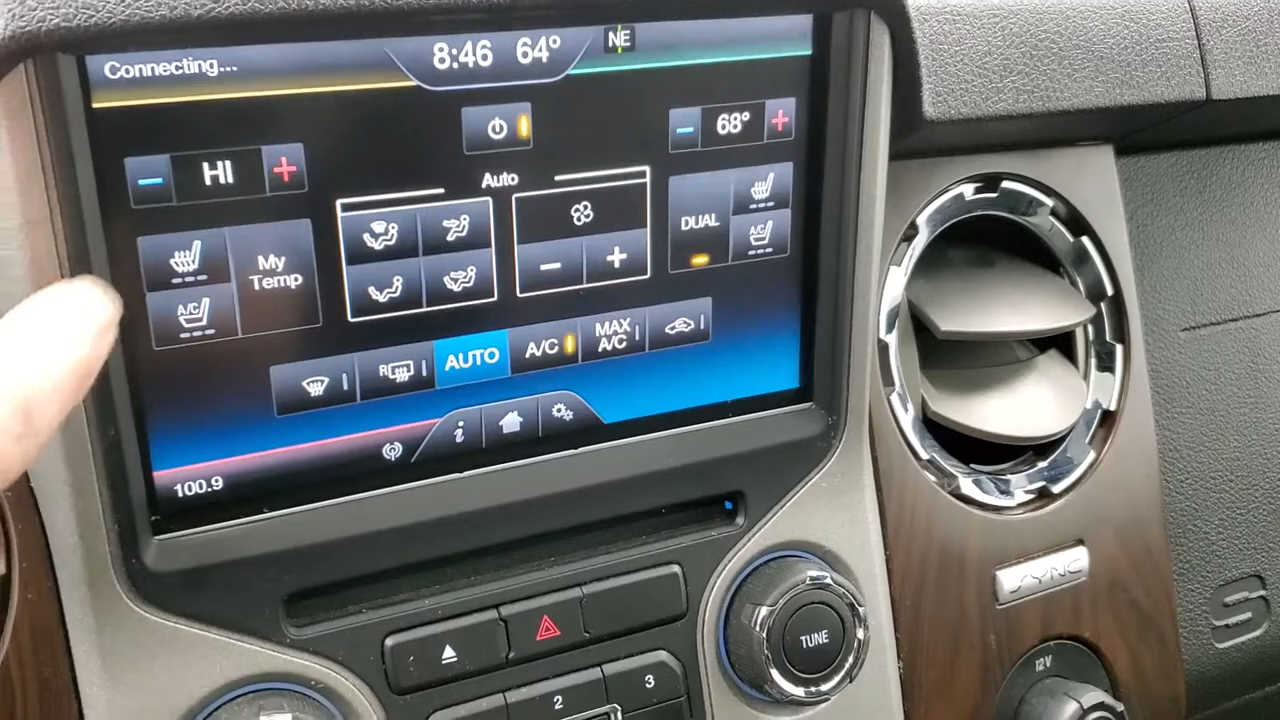 Connecting...
8:46 64°
NE
HI
68°
Auto
My
Temp
DUAL
A/C
A/C
R
AUTO
A/C
MAX
A/C
i
100.9
TUNE
SYNC
2
3
12V
S